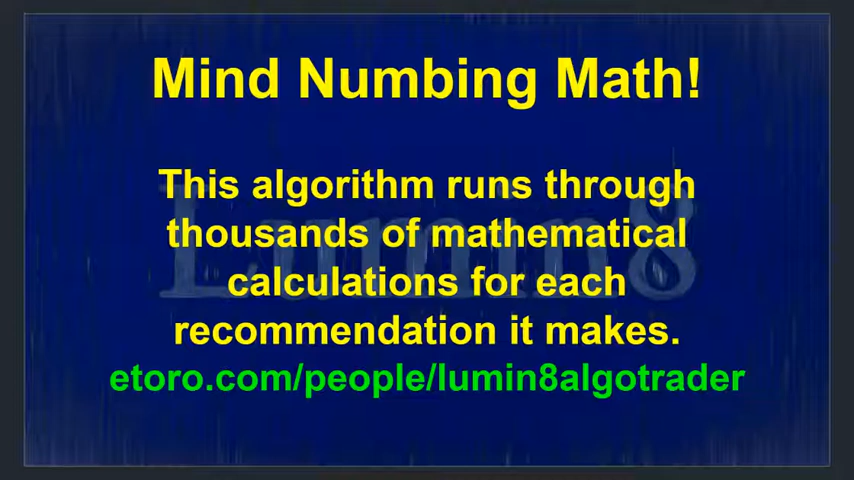 Mind Numbing Math!
This algorithm runs through
thousands of mathematical
calculations for each
recommendation it makes.
etoro.com/people/lumin8algotrader
Lumin8